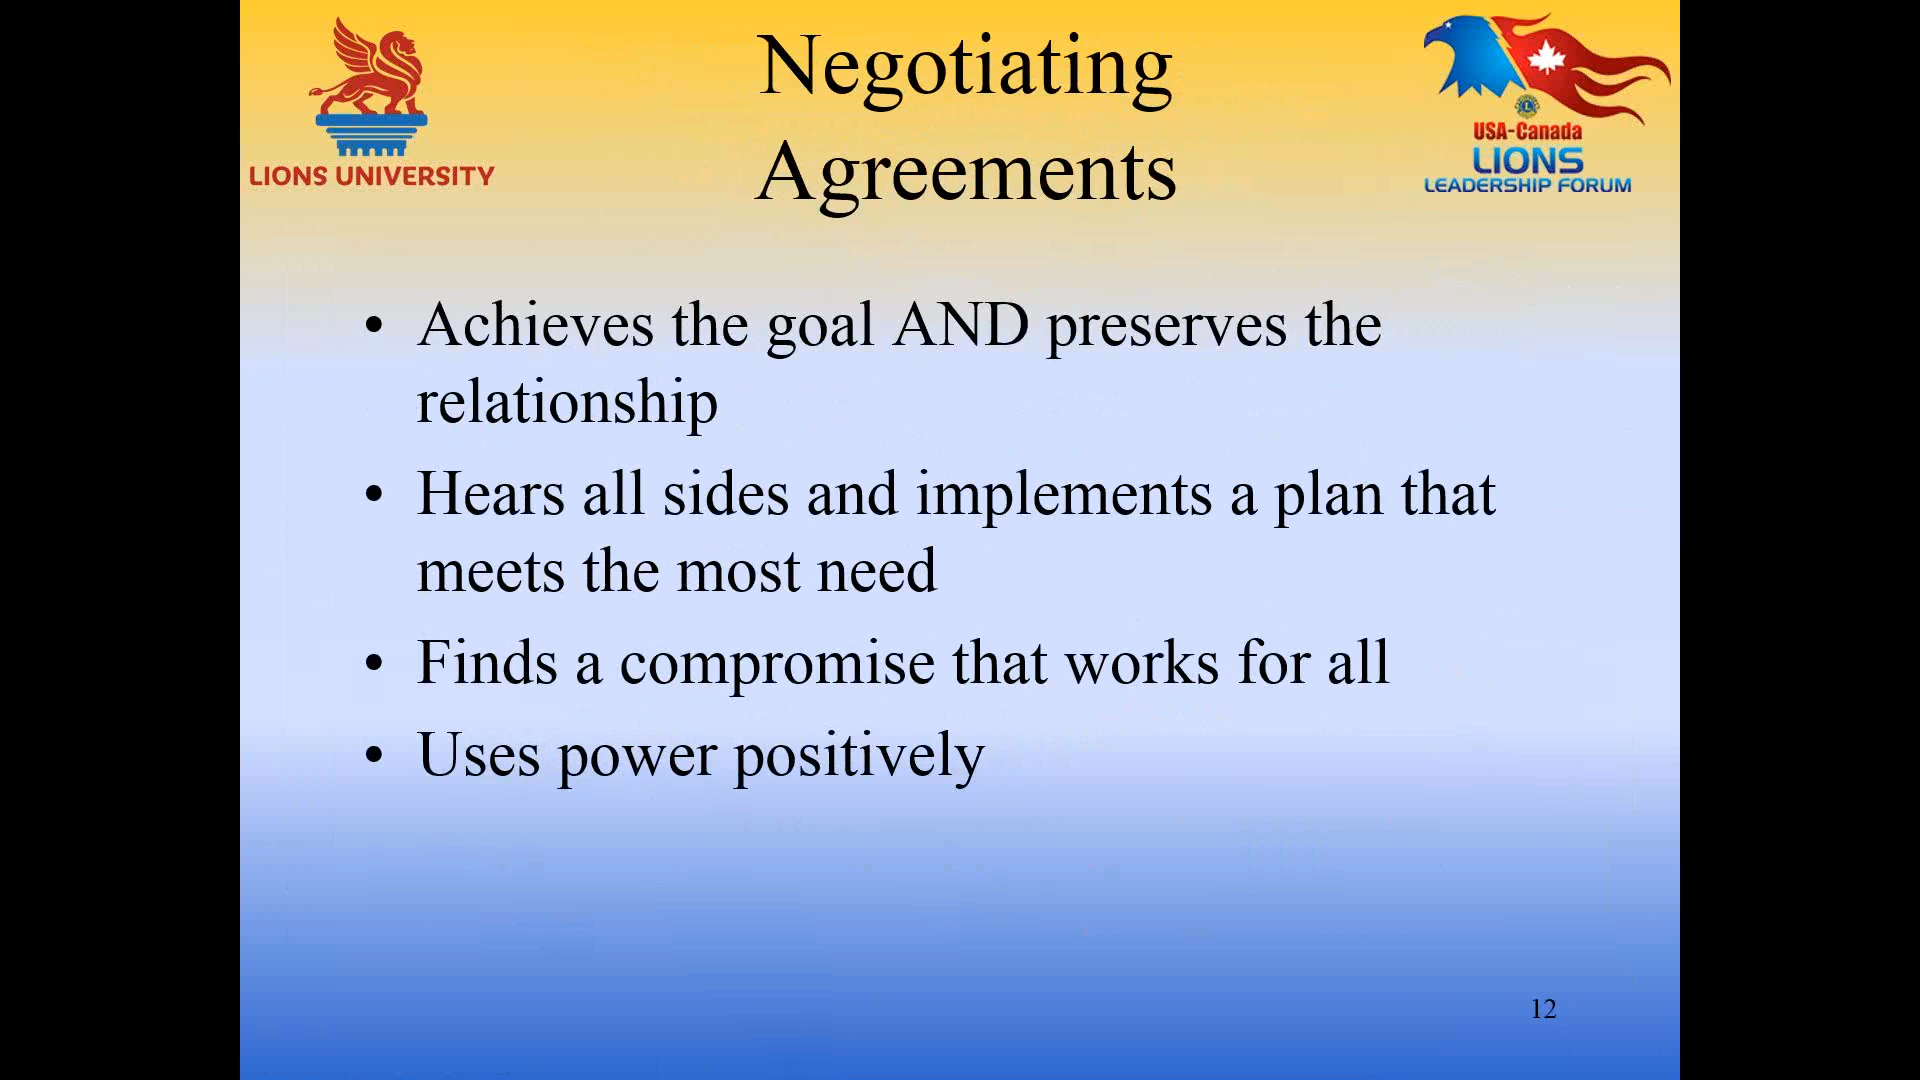 LIONS UNIVERSITY
Negotiating
Agreements
USA-Canada
LIONS
LEADERSHIP FORUM
• Achieves the goal AND preserves the
relationship
• Hears all sides and implements a plan that
meets the most need
• Finds a compromise that works for all
• Uses power positively
12